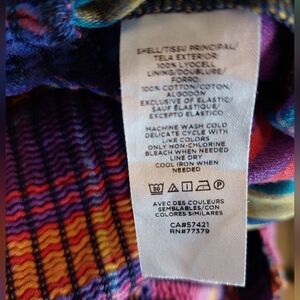 SHELL/TISSU PRINCIPAL/
TELA EXTERIOR:
100% LYOCELL
LINING/DOUBLURE/
FORRO:
100% COTTON/COTON/
ALGODON
EXCLUSIVE OF ELASTIC/
SAUF ÉLASTIQUE/
EXCEPTO ELASTICO
MACHINE WASH COLD
DELICATE CYCLE WITH
LIKE COLORS
ONLY NON-CHLORINE
BLEACH WHEN NEEDED
LINE DRY
COOL IRON WHEN
NEEDED
30 P
AVEC DES COULEURS
SEMBLABLES/CON
COLORES SIMILARES
CA#57421
RN#77379